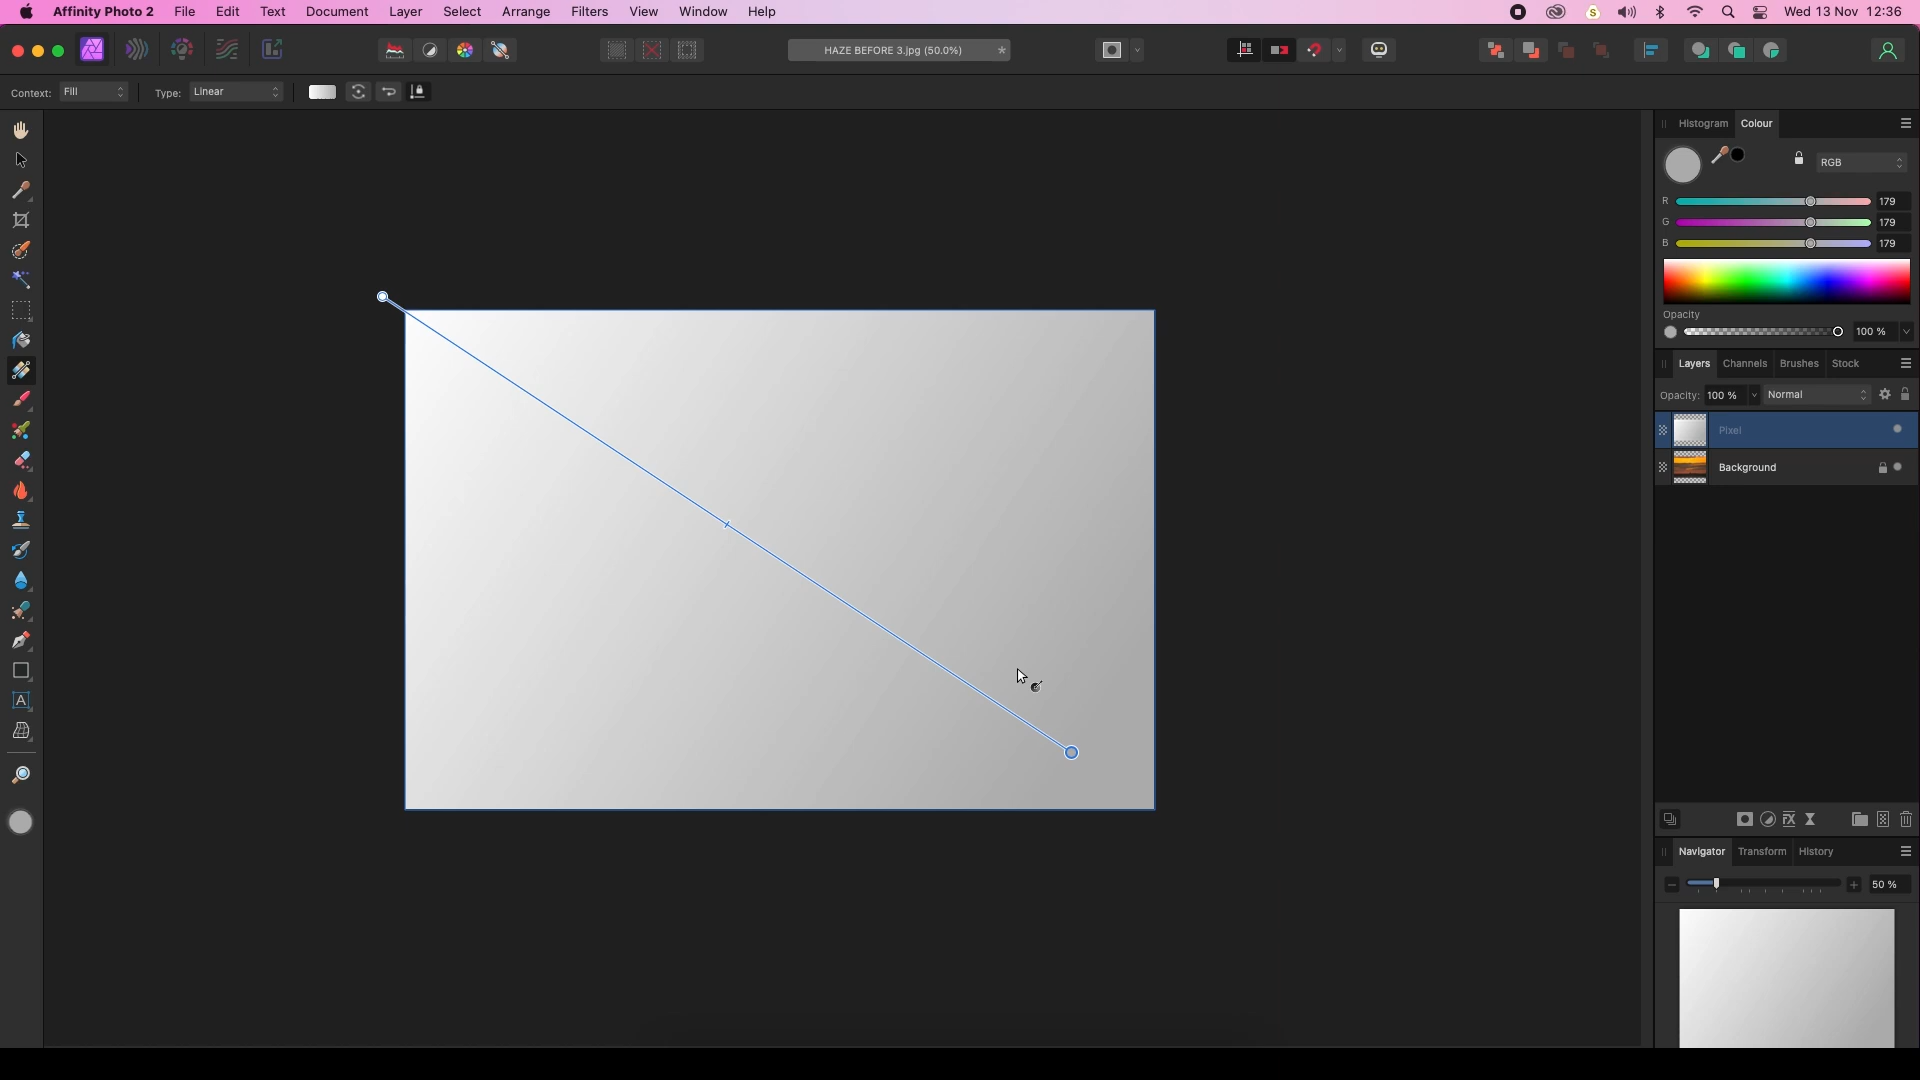 Affinity Photo 2 File Edit Text Document Layer Select Arrange Filters View Window Help Wed 13 Nov 12:36
HAZE BEFORE 3.jpg (50.0%)
Context: Fill Type: Linear
Histogram Colour
RGB
R 179
G 179
B 179
Opacity
100 %
Layers Channels Brushes Stock
Opacity: 100 % Normal
Pixel
Background
Navigator Transform History
50 %